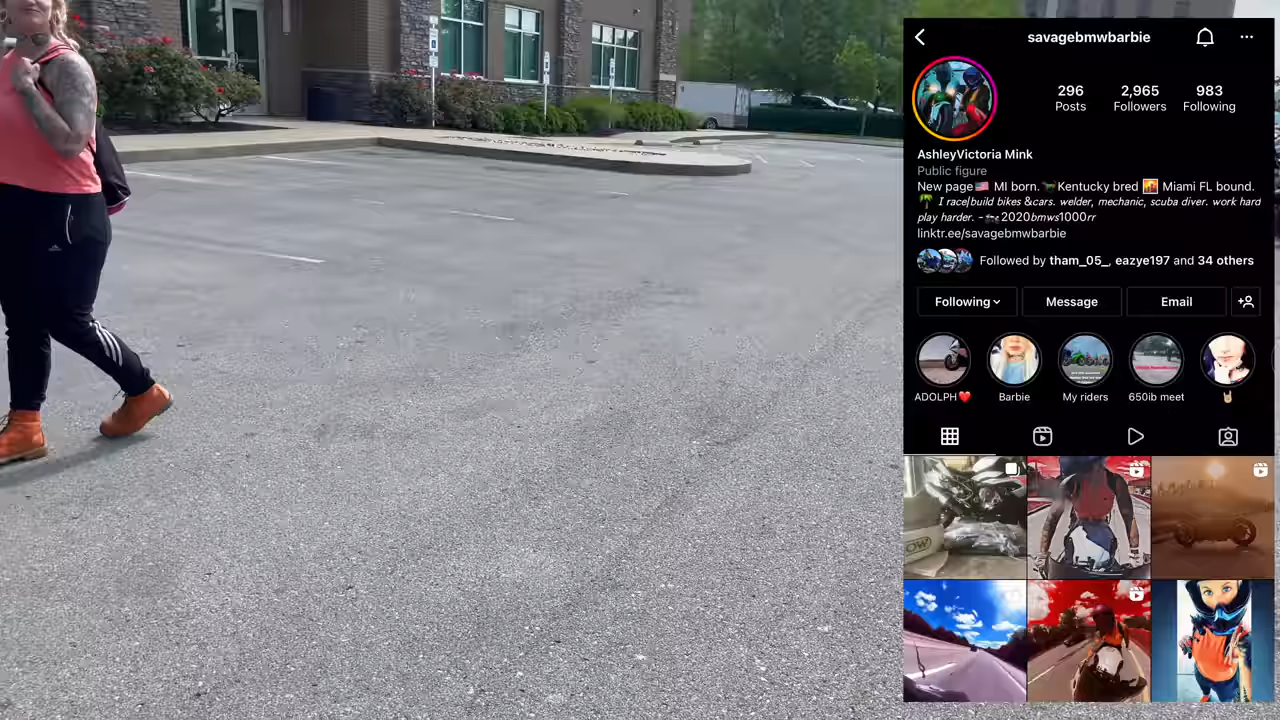 savagebmwbarbie
296
Posts
2,965
Followers
983
Following
AshleyVictoria Mink
Public figure
New page🇺🇸 MI born.🐎Kentucky bred 🌇 Miami FL bound.
🌴 I race|build bikes &cars. welder, mechanic, scuba diver. work hard
play harder. -🏍2020bmws1000rr
linktr.ee/savagebmwbarbie
Followed by tham_05_, eazye197 and 34 others
Following
Message
Email
ADOLPH❤️
Barbie
My riders
650ib meet
🤘🏼